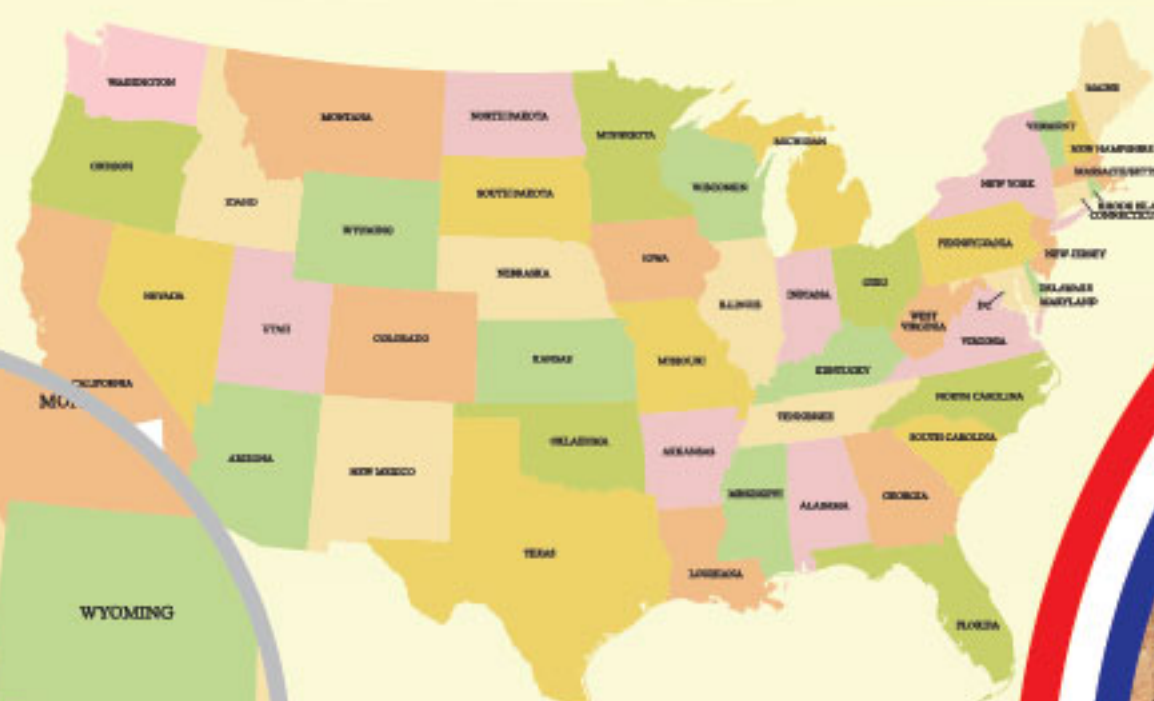 WASHINGTON
MONTANA
NORTH DAKOTA
MINNESOTA
MICHIGAN
MAINE
VERMONT
NEW HAMPSHIRE
OREGON
IDAHO
SOUTH DAKOTA
WISCONSIN
NEW YORK
WYOMING
PENNSYLVANIA
NEW JERSEY
IOWA
NEBRASKA
OHIO
INDIANA
ILLINOIS
NEVADA
DELAWARE
MARYLAND
DC
WEST
VIRGINIA
VIRGINIA
UTAH
COLORADO
KANSAS
MISSOURI
KENTUCKY
CALIFORNIA
NORTH CAROLINA
TENNESSEE
SOUTH CAROLINA
ARIZONA
NEW MEXICO
OKLAHOMA
ARKANSAS
MISSISSIPPI
ALABAMA
GEORGIA
TEXAS
LOUISIANA
FLORIDA
WYOMING